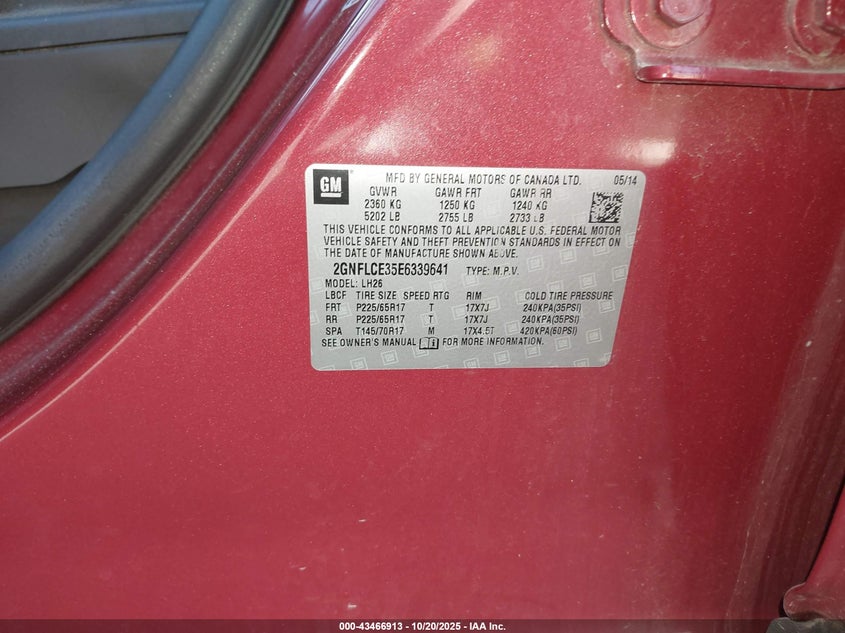 GM
MFD BY GENERAL MOTORS OF CANADA LTD. 05/14
GVWR GAWR FRT GAWR RR
2360 KG 1250 KG 1240 KG
5202 LB 2755 LB 2733 LB
THIS VEHICLE CONFORMS TO ALL APPLICABLE U.S. FEDERAL MOTOR
VEHICLE SAFETY AND THEFT PREVENTION STANDARDS IN EFFECT ON
THE DATE OF MANUFACTURE SHOWN ABOVE.
2GNFLCE35E6339641 TYPE: M.P.V.
MODEL: LH26
LBCF TIRE SIZE SPEED RTG RIM COLD TIRE PRESSURE
FRT P225/65R17 T 17X7J 240KPA(35PSI)
RR P225/65R17 T 17X7J 240KPA(35PSI)
SPA T145/70R17 M 17X4.5T 420KPA(60PSI)
SEE OWNER'S MANUAL FOR MORE INFORMATION.
000-43466913 - 10/20/2025 - IAA Inc.